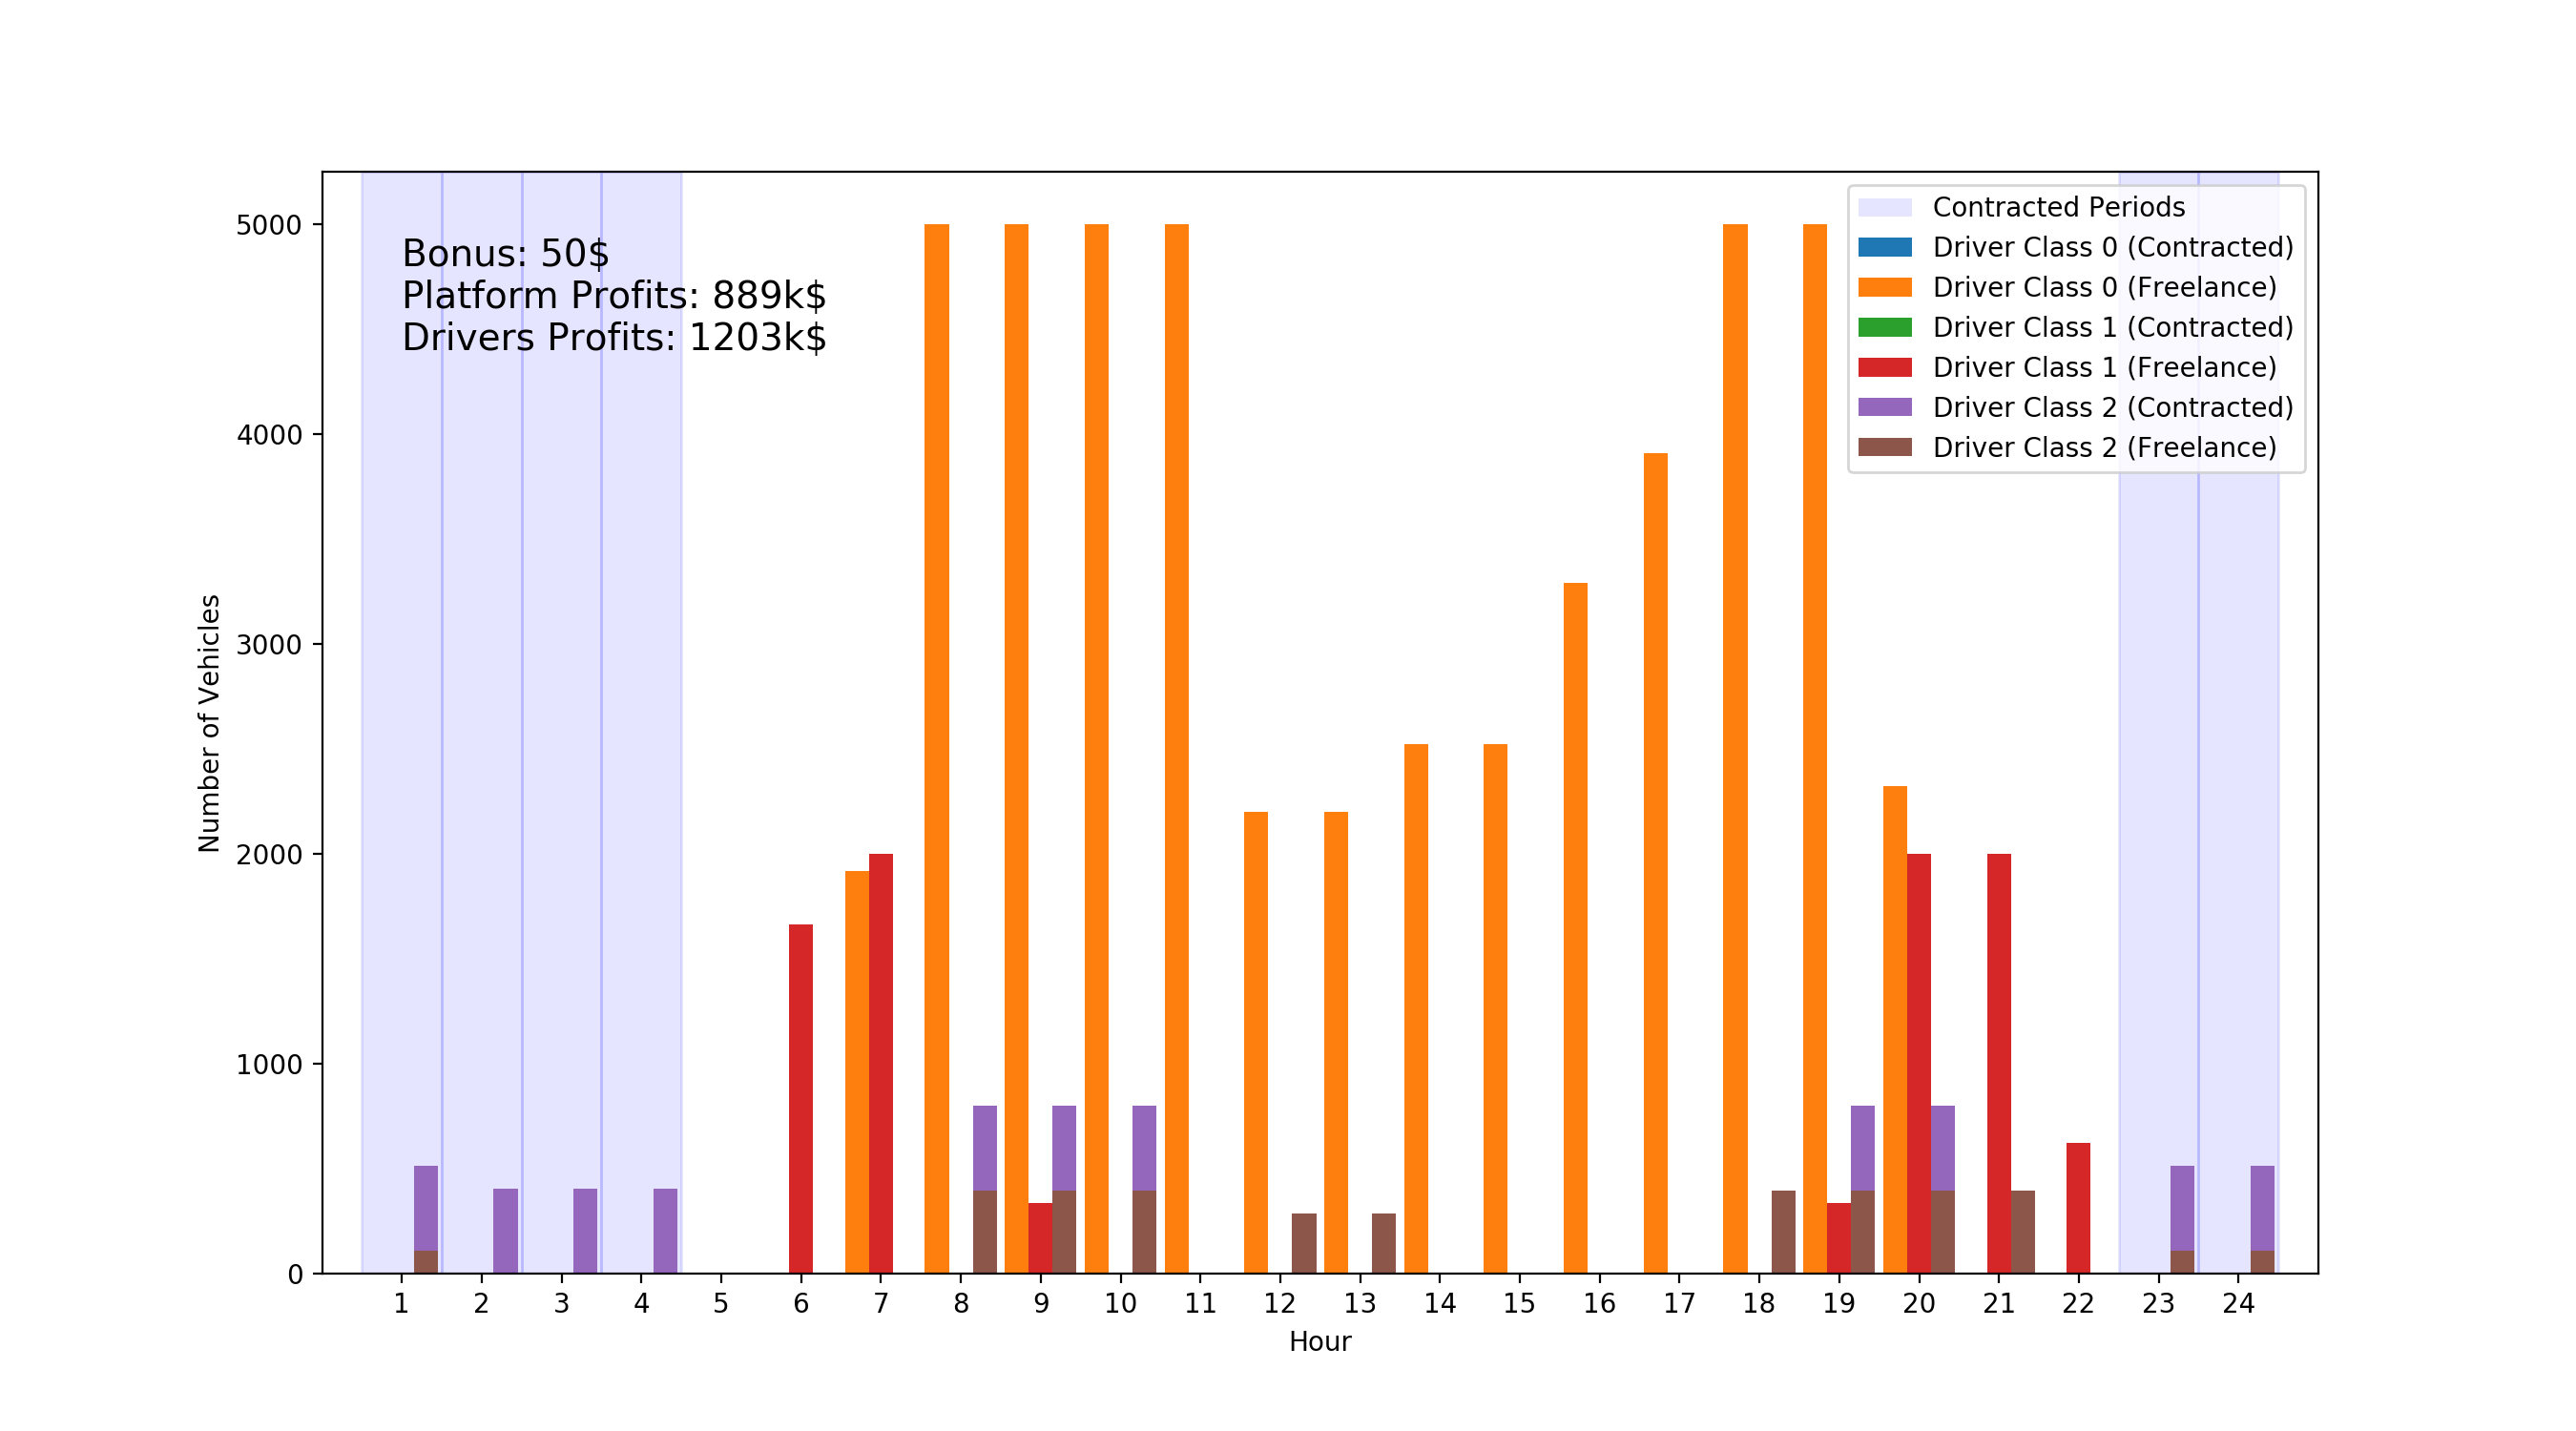 Bonus: 50$
Platform Profits: 889k$
Drivers Profits: 1203k$
Contracted Periods
Driver Class 0 (Contracted)
Driver Class 0 (Freelance)
Driver Class 1 (Contracted)
Driver Class 1 (Freelance)
Driver Class 2 (Contracted)
Driver Class 2 (Freelance)
Number of Vehicles
5000
4000
3000
2000
1000
0
1 2 3 4 5 6 7 8 9 10 11 12 13 14 15 16 17 18 19 20 21 22 23 24
Hour